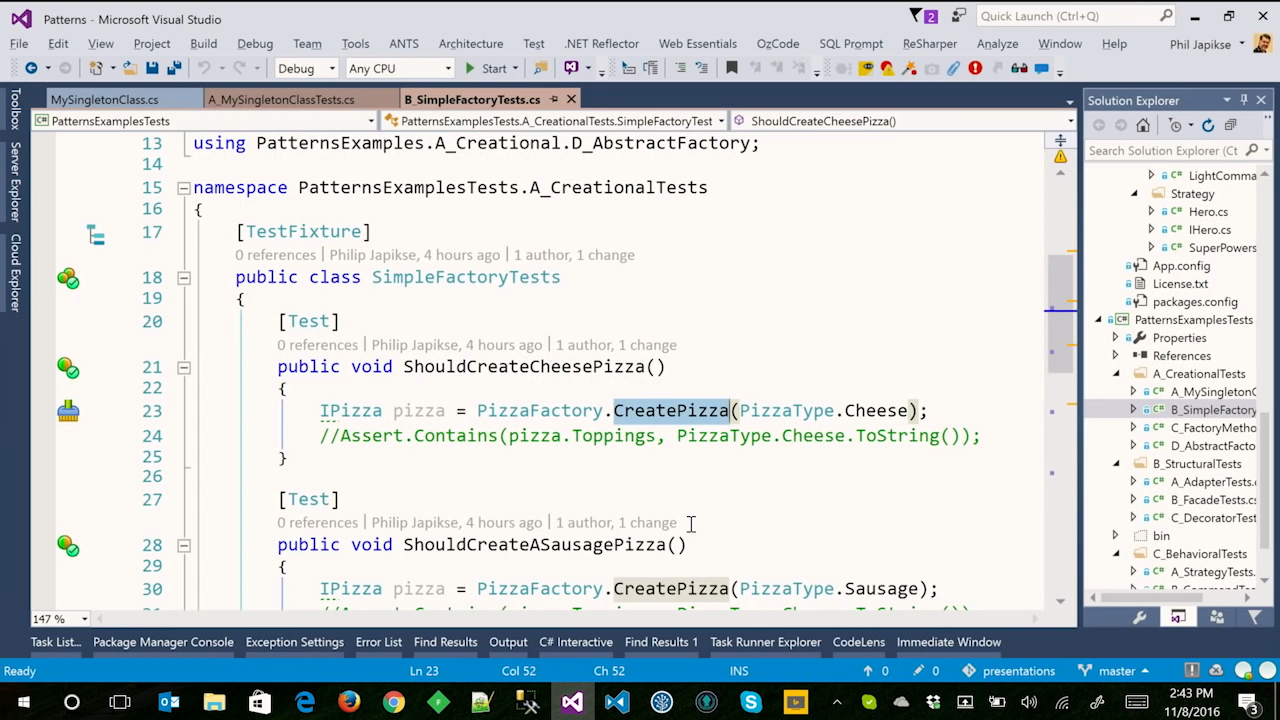 Patterns - Microsoft Visual Studio
2
Quick Launch (Ctrl+Q)
File Edit View Project Build Debug Team Tools ANTS Architecture Test .NET Reflector Web Essentials OzCode SQL Prompt ReSharper Analyze Window Help Phil Japikse
Debug Any CPU Start
MySingletonClass.cs A_MySingletonClassTests.cs B_SimpleFactoryTests.cs
PatternsExamplesTests PatternsExamplesTests.A_CreationalTests.SimpleFactoryTest ShouldCreateCheesePizza()
Toolbox
Server Explorer
Cloud Explorer
13 using PatternsExamples.A_Creational.D_AbstractFactory;
14
15 namespace PatternsExamplesTests.A_CreationalTests
16 {
17 [TestFixture]
0 references | Philip Japikse, 4 hours ago | 1 author, 1 change
18 public class SimpleFactoryTests
19 {
20 [Test]
0 references | Philip Japikse, 4 hours ago | 1 author, 1 change
21 public void ShouldCreateCheesePizza()
22 {
23 IPizza pizza = PizzaFactory.CreatePizza(PizzaType.Cheese);
24 //Assert.Contains(pizza.Toppings, PizzaType.Cheese.ToString());
25 }
26
27 [Test]
0 references | Philip Japikse, 4 hours ago | 1 author, 1 change
28 public void ShouldCreateASausagePizza()
29 {
30 IPizza pizza = PizzaFactory.CreatePizza(PizzaType.Sausage);
147 %
Solution Explorer
Search Solution Explorer (Ct
C# LightComma
Strategy
C# Hero.cs
C# IHero.cs
C# SuperPowers
App.config
License.txt
packages.config
C# PatternsExamplesTests
Properties
References
A_CreationalTests
C# A_MySingletonC
C# B_SimpleFactory
C# C_FactoryMetho
C# D_AbstractFacto
B_StructuralTests
C# A_AdapterTests.c
C# B_FacadeTests.cs
C# C_DecoratorTest
bin
C_BehavioralTests
C# A_StrategyTests.
Task List... Package Manager Console Exception Settings Error List Find Results Output C# Interactive Find Results 1 Task Runner Explorer CodeLens Immediate Window
Ready Ln 23 Col 52 Ch 52 INS 0 0 presentations master
2:43 PM
11/8/2016
3